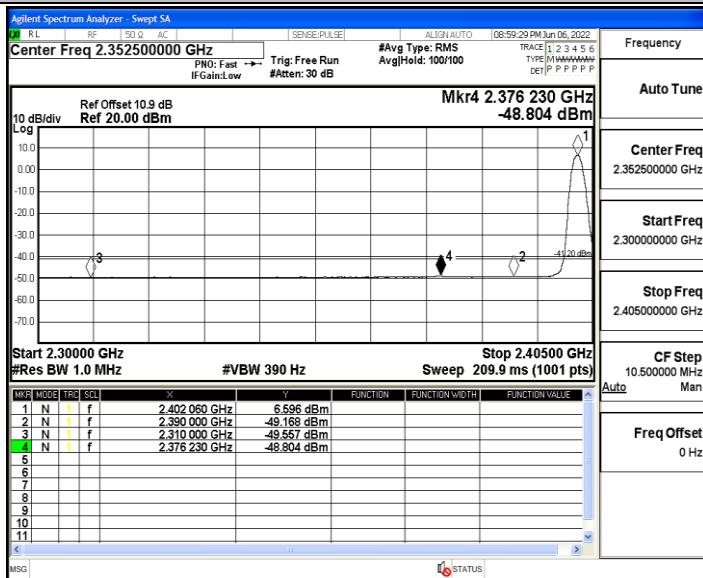 Agilent Spectrum Analyzer - Swept SA
RL RF 50 Ω AC SENSE:PULSE ALIGN AUTO 08:59:29 PM Jun 06, 2022
Center Freq 2.352500000 GHz
PNO: Fast
IFGain:Low
Trig: Free Run
#Atten: 30 dB
#Avg Type: RMS
Avg|Hold: 100/100
TRACE 1 2 3 4 5 6
TYPE M WWWWW
DET P P P P P P
Ref Offset 10.9 dB
Ref 20.00 dBm
10 dB/div
Log
Mkr4 2.376 230 GHz
-48.804 dBm
10.0
0.00
-10.0
-20.0
-30.0
-40.0
-50.0
-60.0
-70.0
1
2
3
4
-41.20 dBm
Start 2.30000 GHz
Stop 2.40500 GHz
#Res BW 1.0 MHz #VBW 390 Hz Sweep 209.9 ms (1001 pts)
MKR MODE TRC SCL X Y FUNCTION FUNCTION WIDTH FUNCTION VALUE
1 N 1 f 2.402 060 GHz 6.596 dBm
2 N 1 f 2.390 000 GHz -49.168 dBm
3 N 1 f 2.310 000 GHz -49.557 dBm
4 N 1 f 2.376 230 GHz -48.804 dBm
5
6
7
8
9
10
11
MSG STATUS
Frequency
Auto Tune
Center Freq
2.352500000 GHz
Start Freq
2.300000000 GHz
Stop Freq
2.405000000 GHz
CF Step
10.500000 MHz
Auto Man
Freq Offset
0 Hz